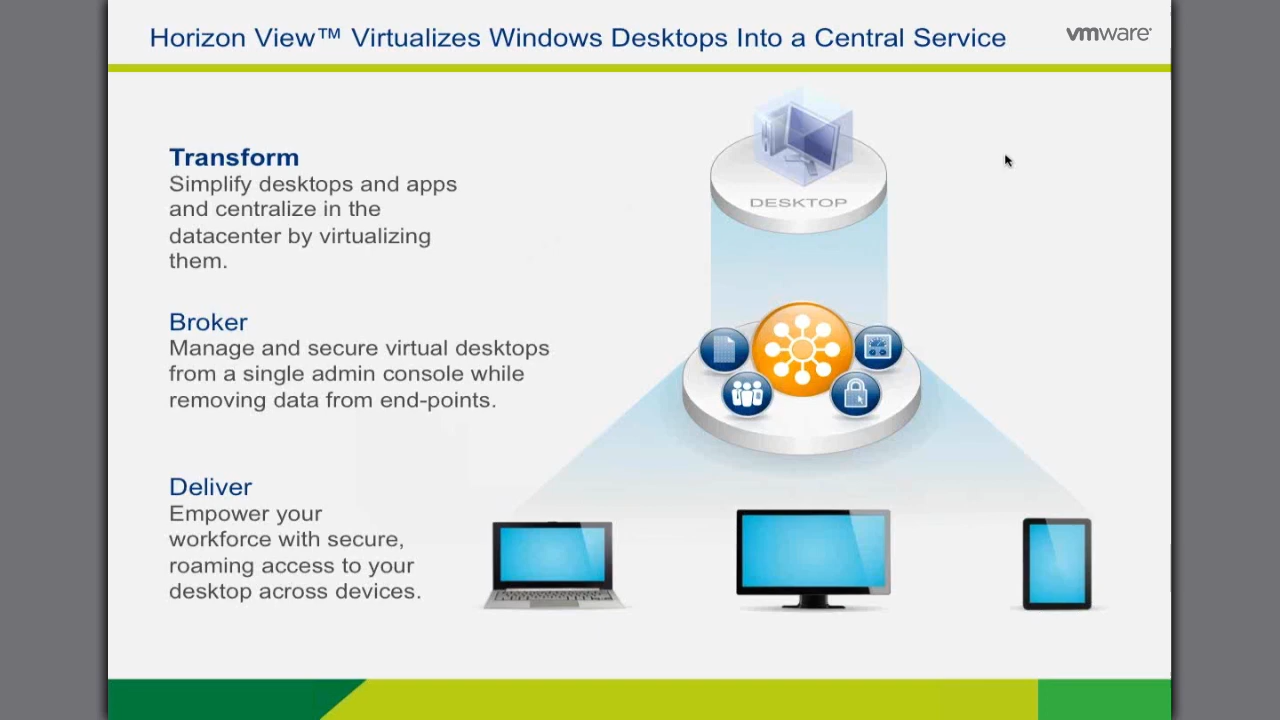 Horizon View™ Virtualizes Windows Desktops Into a Central Service
vmware
Transform
Simplify desktops and apps
and centralize in the
datacenter by virtualizing
them.
DESKTOP
Broker
Manage and secure virtual desktops
from a single admin console while
removing data from end-points.
Deliver
Empower your
workforce with secure,
roaming access to your
desktop across devices.